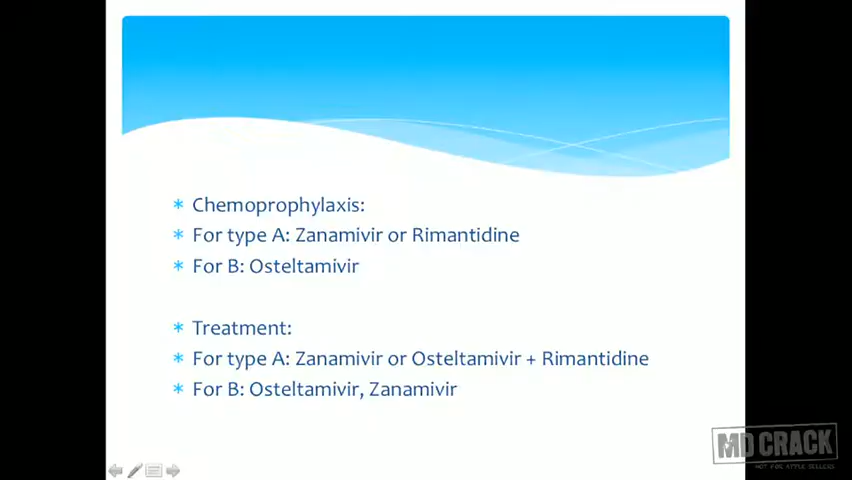 Chemoprophylaxis:
For type A: Zanamivir or Rimantidine
For B: Osteltamivir
Treatment:
For type A: Zanamivir or Osteltamivir + Rimantidine
For B: Osteltamivir, Zanamivir
MD CRACK
NOT FOR APPLE SELLERS